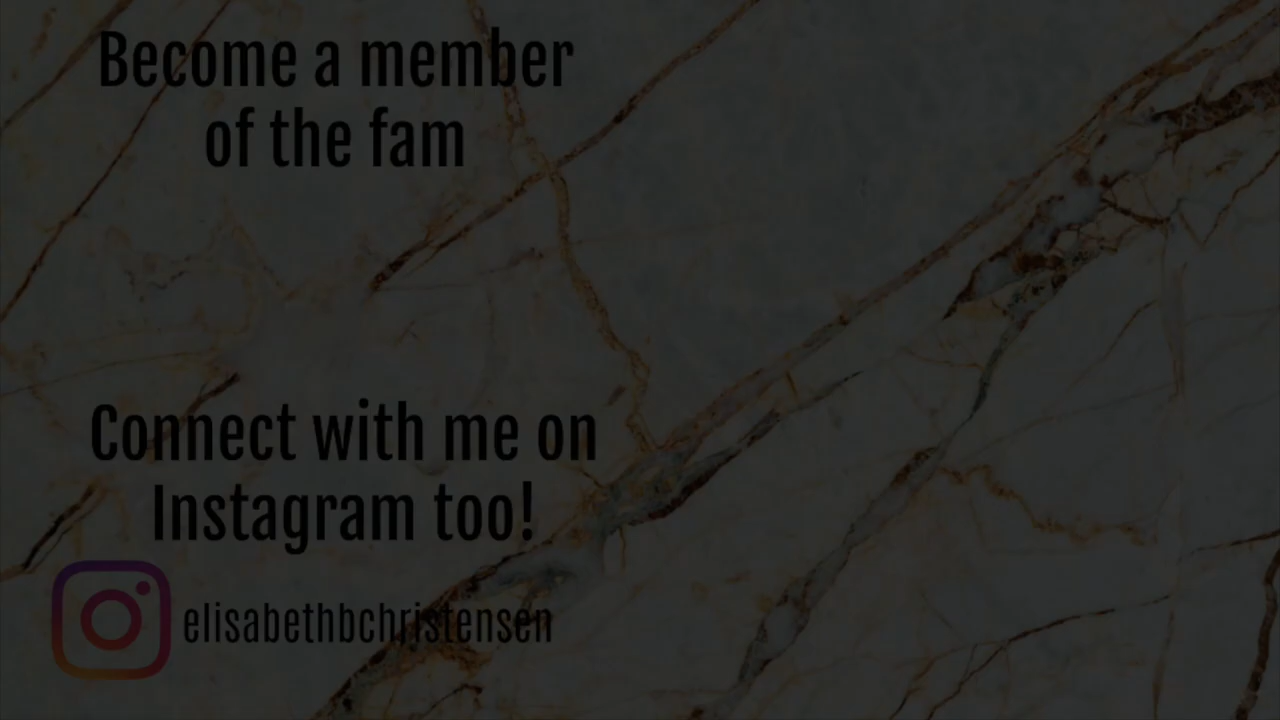 Become a member
of the fam
Connect with me on
Instagram too!
elisabethbchristensen